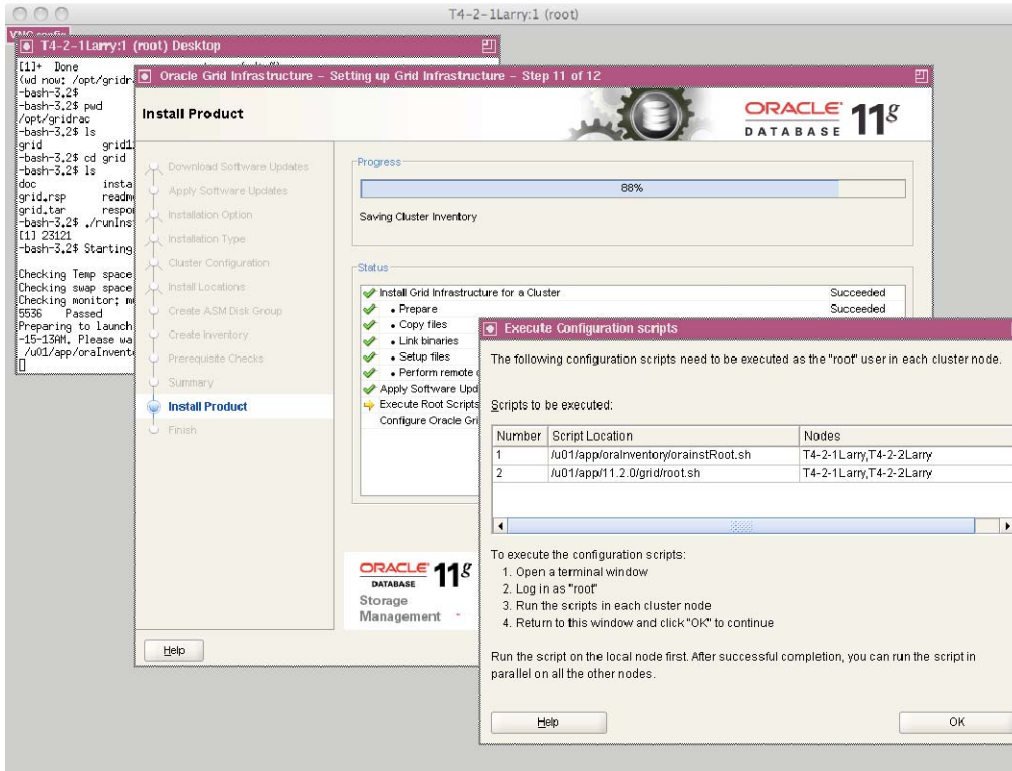 T4-2-1Larry:1 (root)
VNC config
T4-2-1Larry:1 (root) Desktop
[1]+ Done
(wd now: /opt/gridr
-bash-3.2$
-bash-3.2$ pwd
/opt/gridrac
-bash-3.2$ ls
grid grid1
-bash-3.2$ cd grid
-bash-3.2$ ls
doc insta
grid.rsp readm
grid.tar respo
-bash-3.2$ ./runIns
[1] 23121
-bash-3.2$ Starting
Checking Temp space
Checking swap space
Checking monitor: m
5536 Passed
Preparing to launch
-15-13AM. Please wa
/u01/app/oraInvent
Oracle Grid Infrastructure - Setting up Grid Infrastructure - Step 11 of 12
Install Product
ORACLE 11g
DATABASE
Download Software Updates
Apply Software Updates
Installation Option
Installation Type
Cluster Configuration
Install Locations
Create ASM Disk Group
Create Inventory
Prerequisite Checks
Summary
Install Product
Finish
Progress
88%
Saving Cluster Inventory
Status
Install Grid Infrastructure for a Cluster Succeeded
• Prepare Succeeded
• Copy files
• Link binaries
• Setup files
• Perform remote
Apply Software Upd
Execute Root Scripts
Configure Oracle Gri
ORACLE 11g
DATABASE
Storage
Management
Help
Execute Configuration scripts
The following configuration scripts need to be executed as the "root" user in each cluster node.
Scripts to be executed:
Number Script Location Nodes
1 /u01/app/oraInventory/orainstRoot.sh T4-2-1Larry,T4-2-2Larry
2 /u01/app/11.2.0/grid/root.sh T4-2-1Larry,T4-2-2Larry
To execute the configuration scripts:
1. Open a terminal window
2. Log in as "root"
3. Run the scripts in each cluster node
4. Return to this window and click "OK" to continue
Run the script on the local node first. After successful completion, you can run the script in
parallel on all the other nodes.
Help
OK